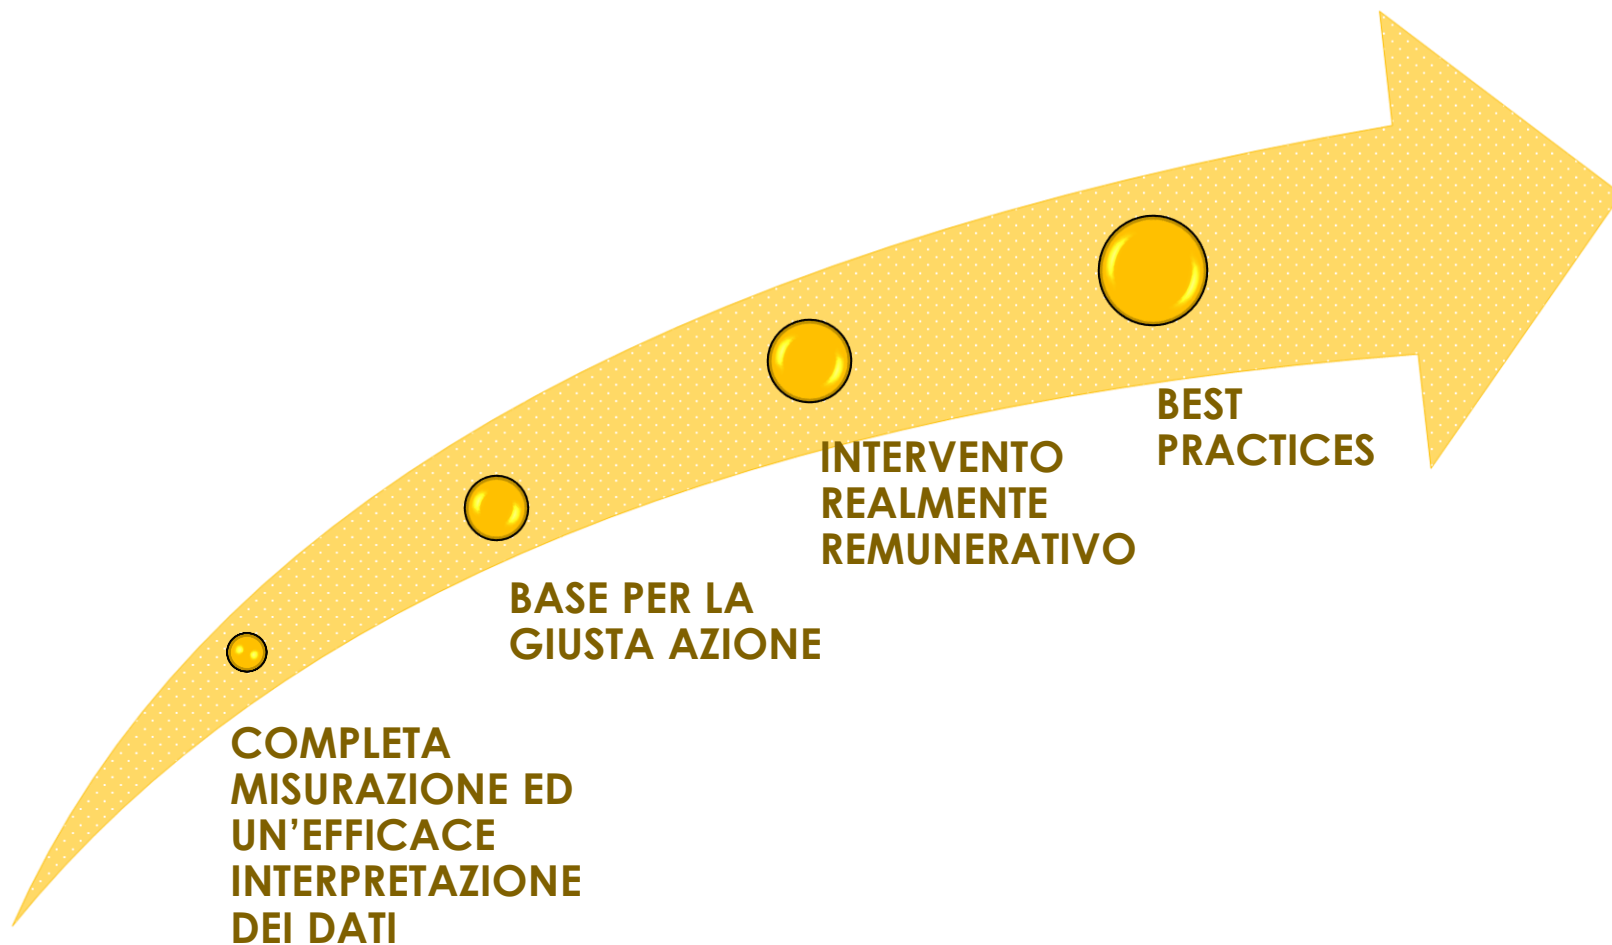 COMPLETA
MISURAZIONE ED
UN’EFFICACE
INTERPRETAZIONE
DEI DATI
BASE PER LA
GIUSTA AZIONE
INTERVENTO
REALMENTE
REMUNERATIVO
BEST
PRACTICES